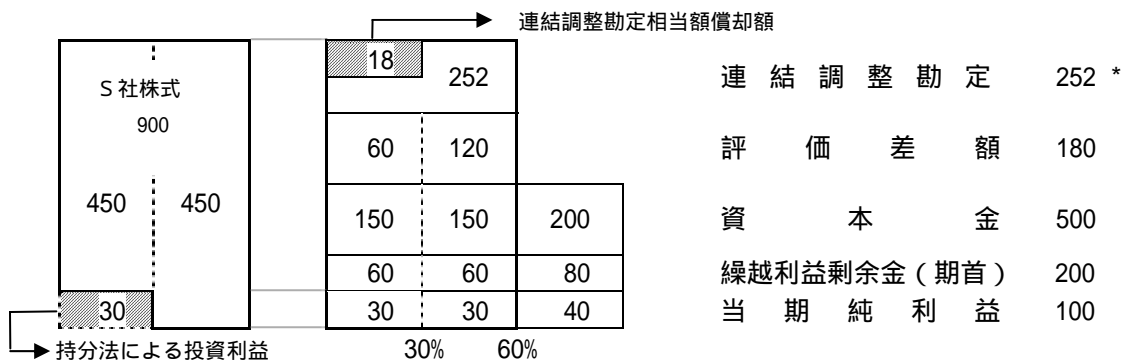 連結調整勘定相当額償却額
18
252
S社株式
900
60 120
450 450
150 150 200
60 60 80
30
30 30 40
持分法による投資利益
30% 60%
連結調整勘定 252 *
評価差額 180
資本金 500
繰越利益剰余金(期首) 200
当期純利益 100